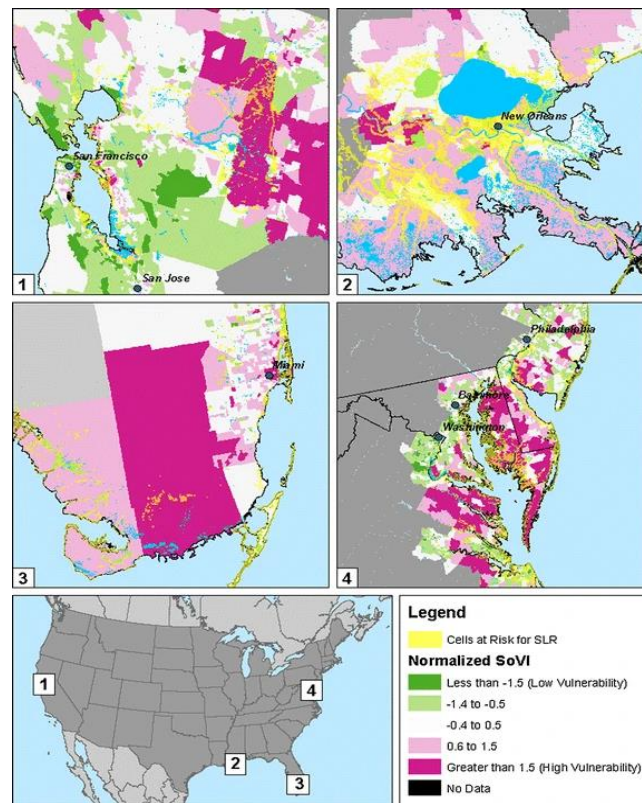 San Francisco
San Jose
1
New Orleans
2
Miami
3
Philadelphia
Baltimore
Washington
4
1
2
3
4
Legend
Cells at Risk for SLR
Normalized SoVI
Less than -1.5 (Low Vulnerability)
-1.4 to -0.5
-0.4 to 0.5
0.6 to 1.5
Greater than 1.5 (High Vulnerability)
No Data